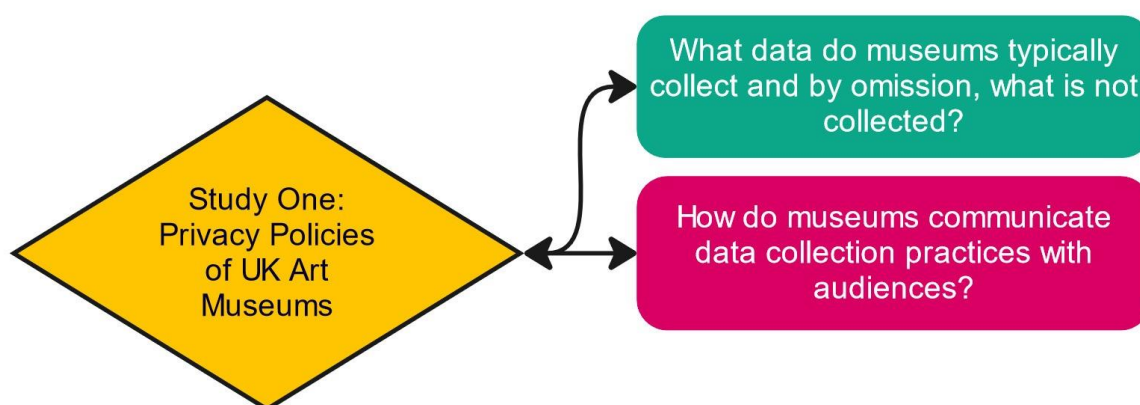 Study One:
Privacy Policies
of UK Art
Museums
What data do museums typically
collect and by omission, what is not
collected?
How do museums communicate
data collection practices with
audiences?